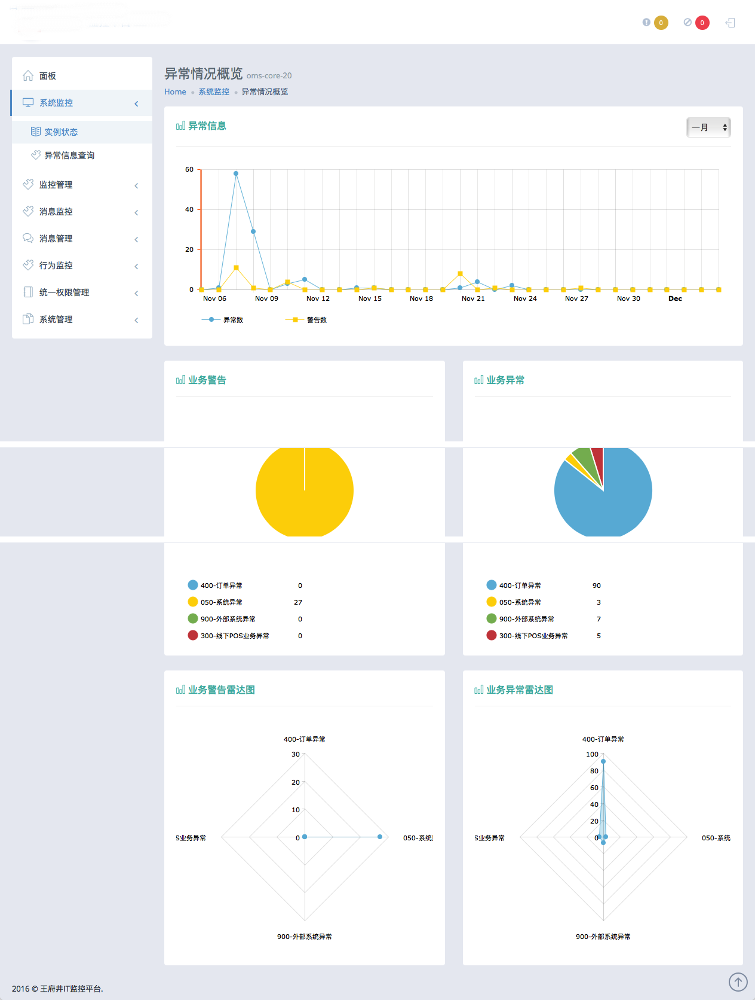 0
0
面板
系统监控
实例状态
异常信息查询
监控管理
消息监控
消息管理
行为监控
统一权限管理
系统管理
异常情况概览 oms-core-20
Home 系统监控 异常情况概览
异常信息
一月
60
40
20
0
Nov 06 Nov 09 Nov 12 Nov 15 Nov 18 Nov 21 Nov 24 Nov 27 Nov 30 Dec
异常数 警告数
业务警告
400-订单异常 0
050-系统异常 27
900-外部系统异常 0
300-线下POS业务异常 0
业务异常
400-订单异常 90
050-系统异常 3
900-外部系统异常 7
300-线下POS业务异常 5
业务警告雷达图
400-订单异常
30
20
10
0
S业务异常
050-系统
900-外部系统异常
业务异常雷达图
400-订单异常
100
80
60
40
20
0
S业务异常
050-系统
900-外部系统异常
2016 © 王府井IT监控平台.